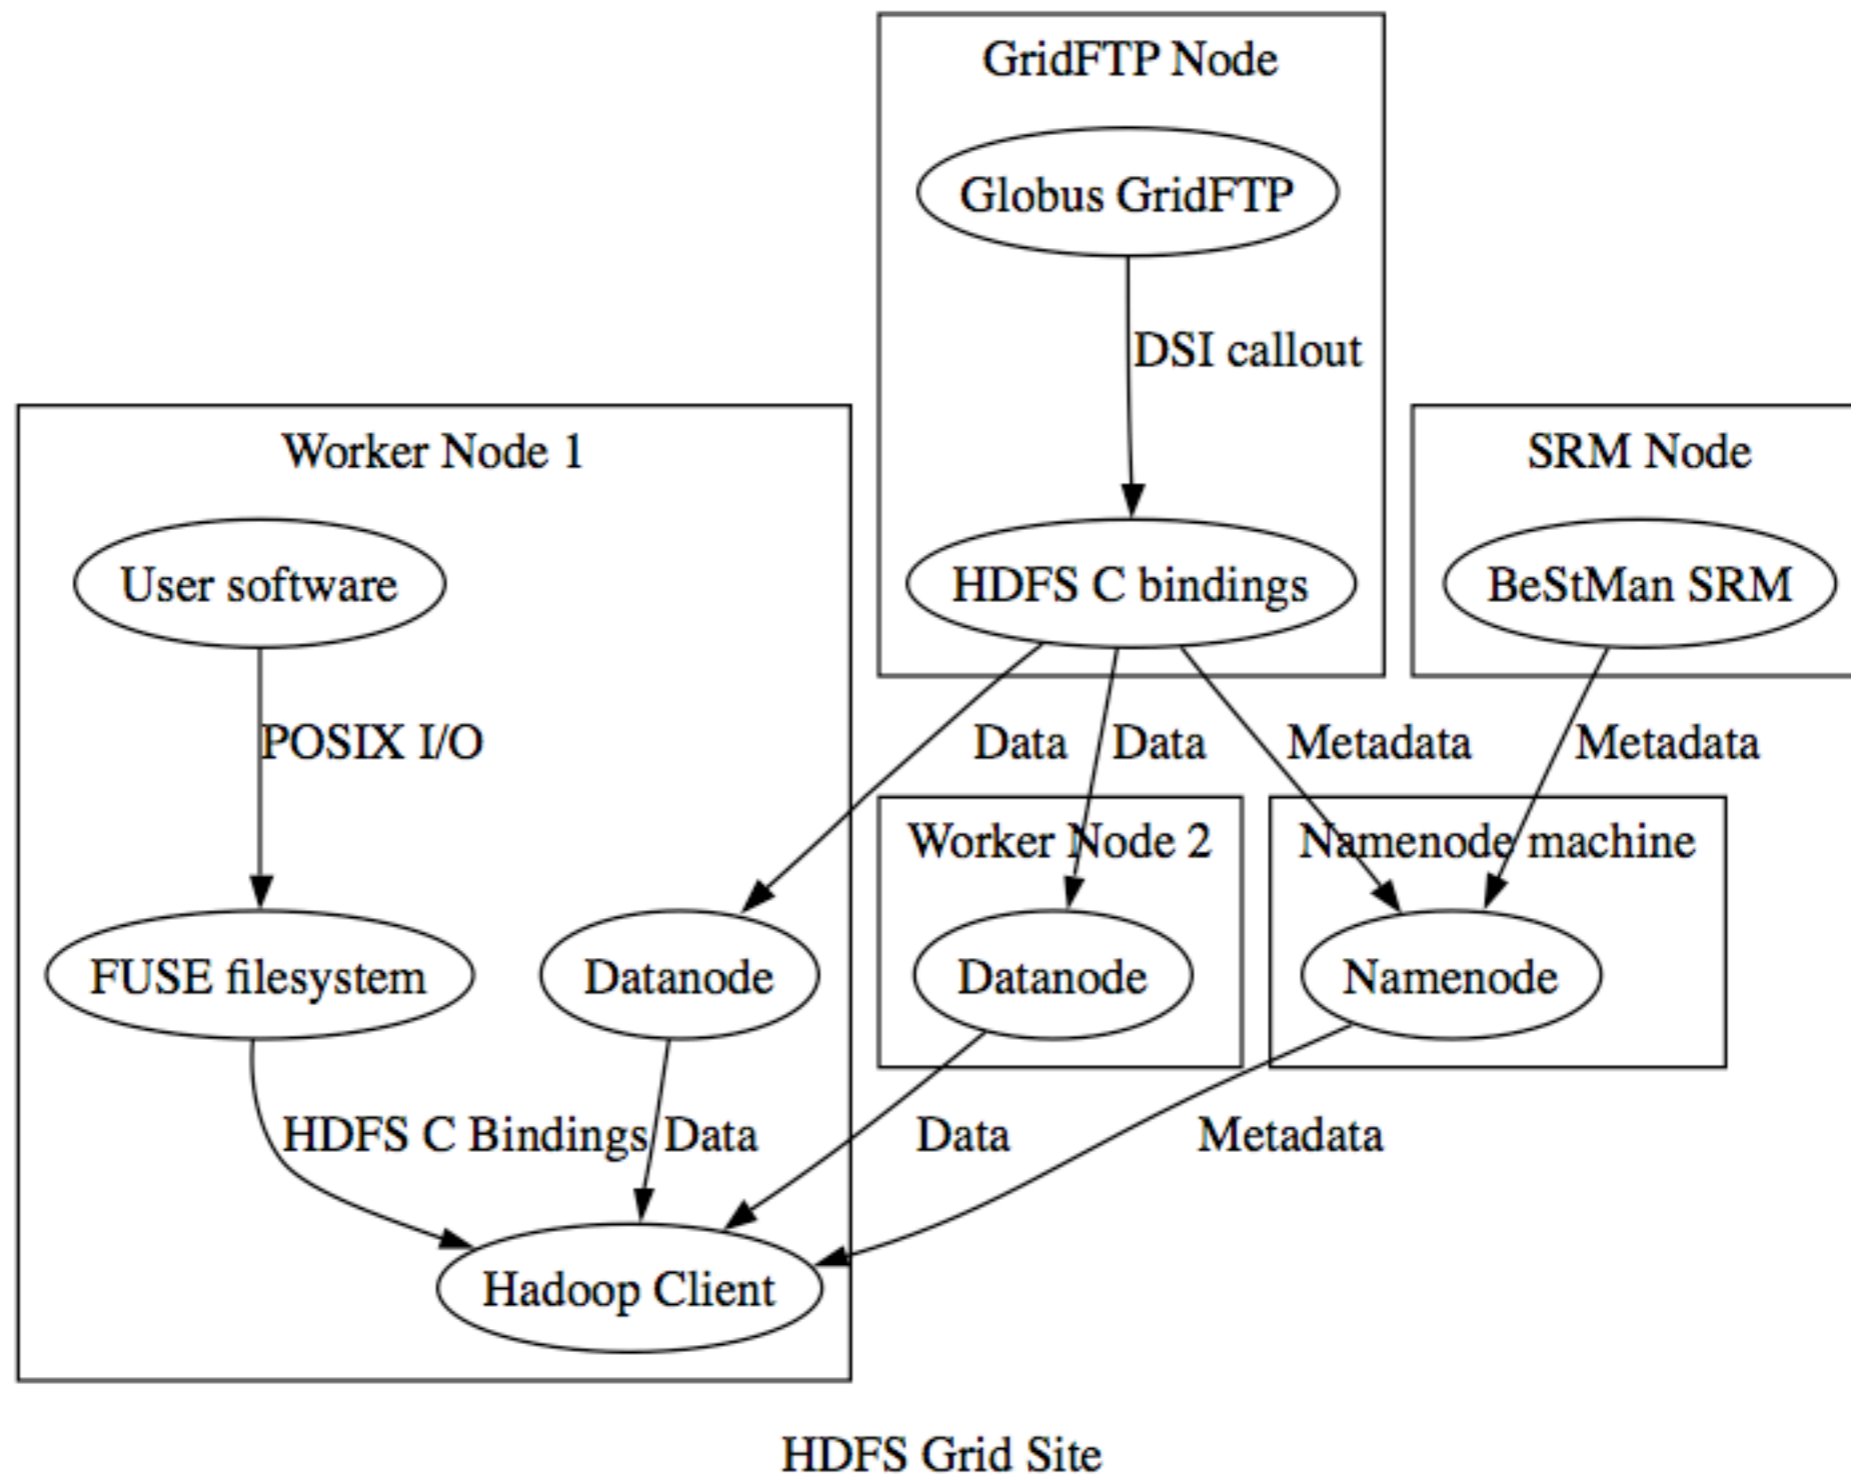 GridFTP Node
Globus GridFTP
DSI callout
Worker Node 1
SRM Node
User software
HDFS C bindings
BeStMan SRM
POSIX I/O
Data
Data
Metadata
Metadata
Worker Node 2
Namenode machine
FUSE filesystem
Datanode
Datanode
Namenode
HDFS C Bindings
Data
Data
Metadata
Hadoop Client
HDFS Grid Site